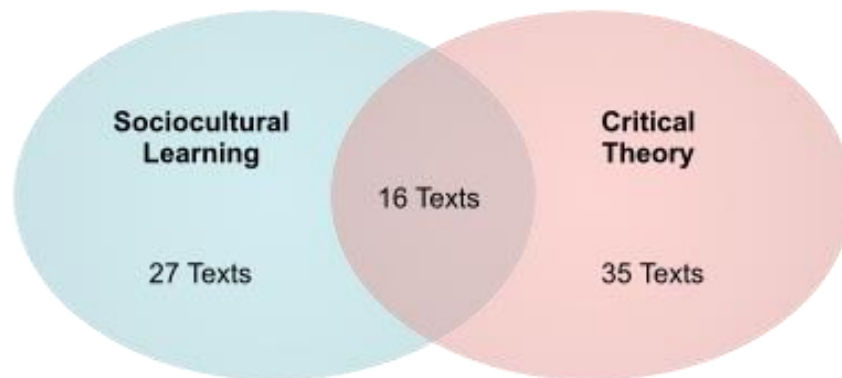 Sociocultural
Learning
Critical
Theory
16 Texts
27 Texts
35 Texts